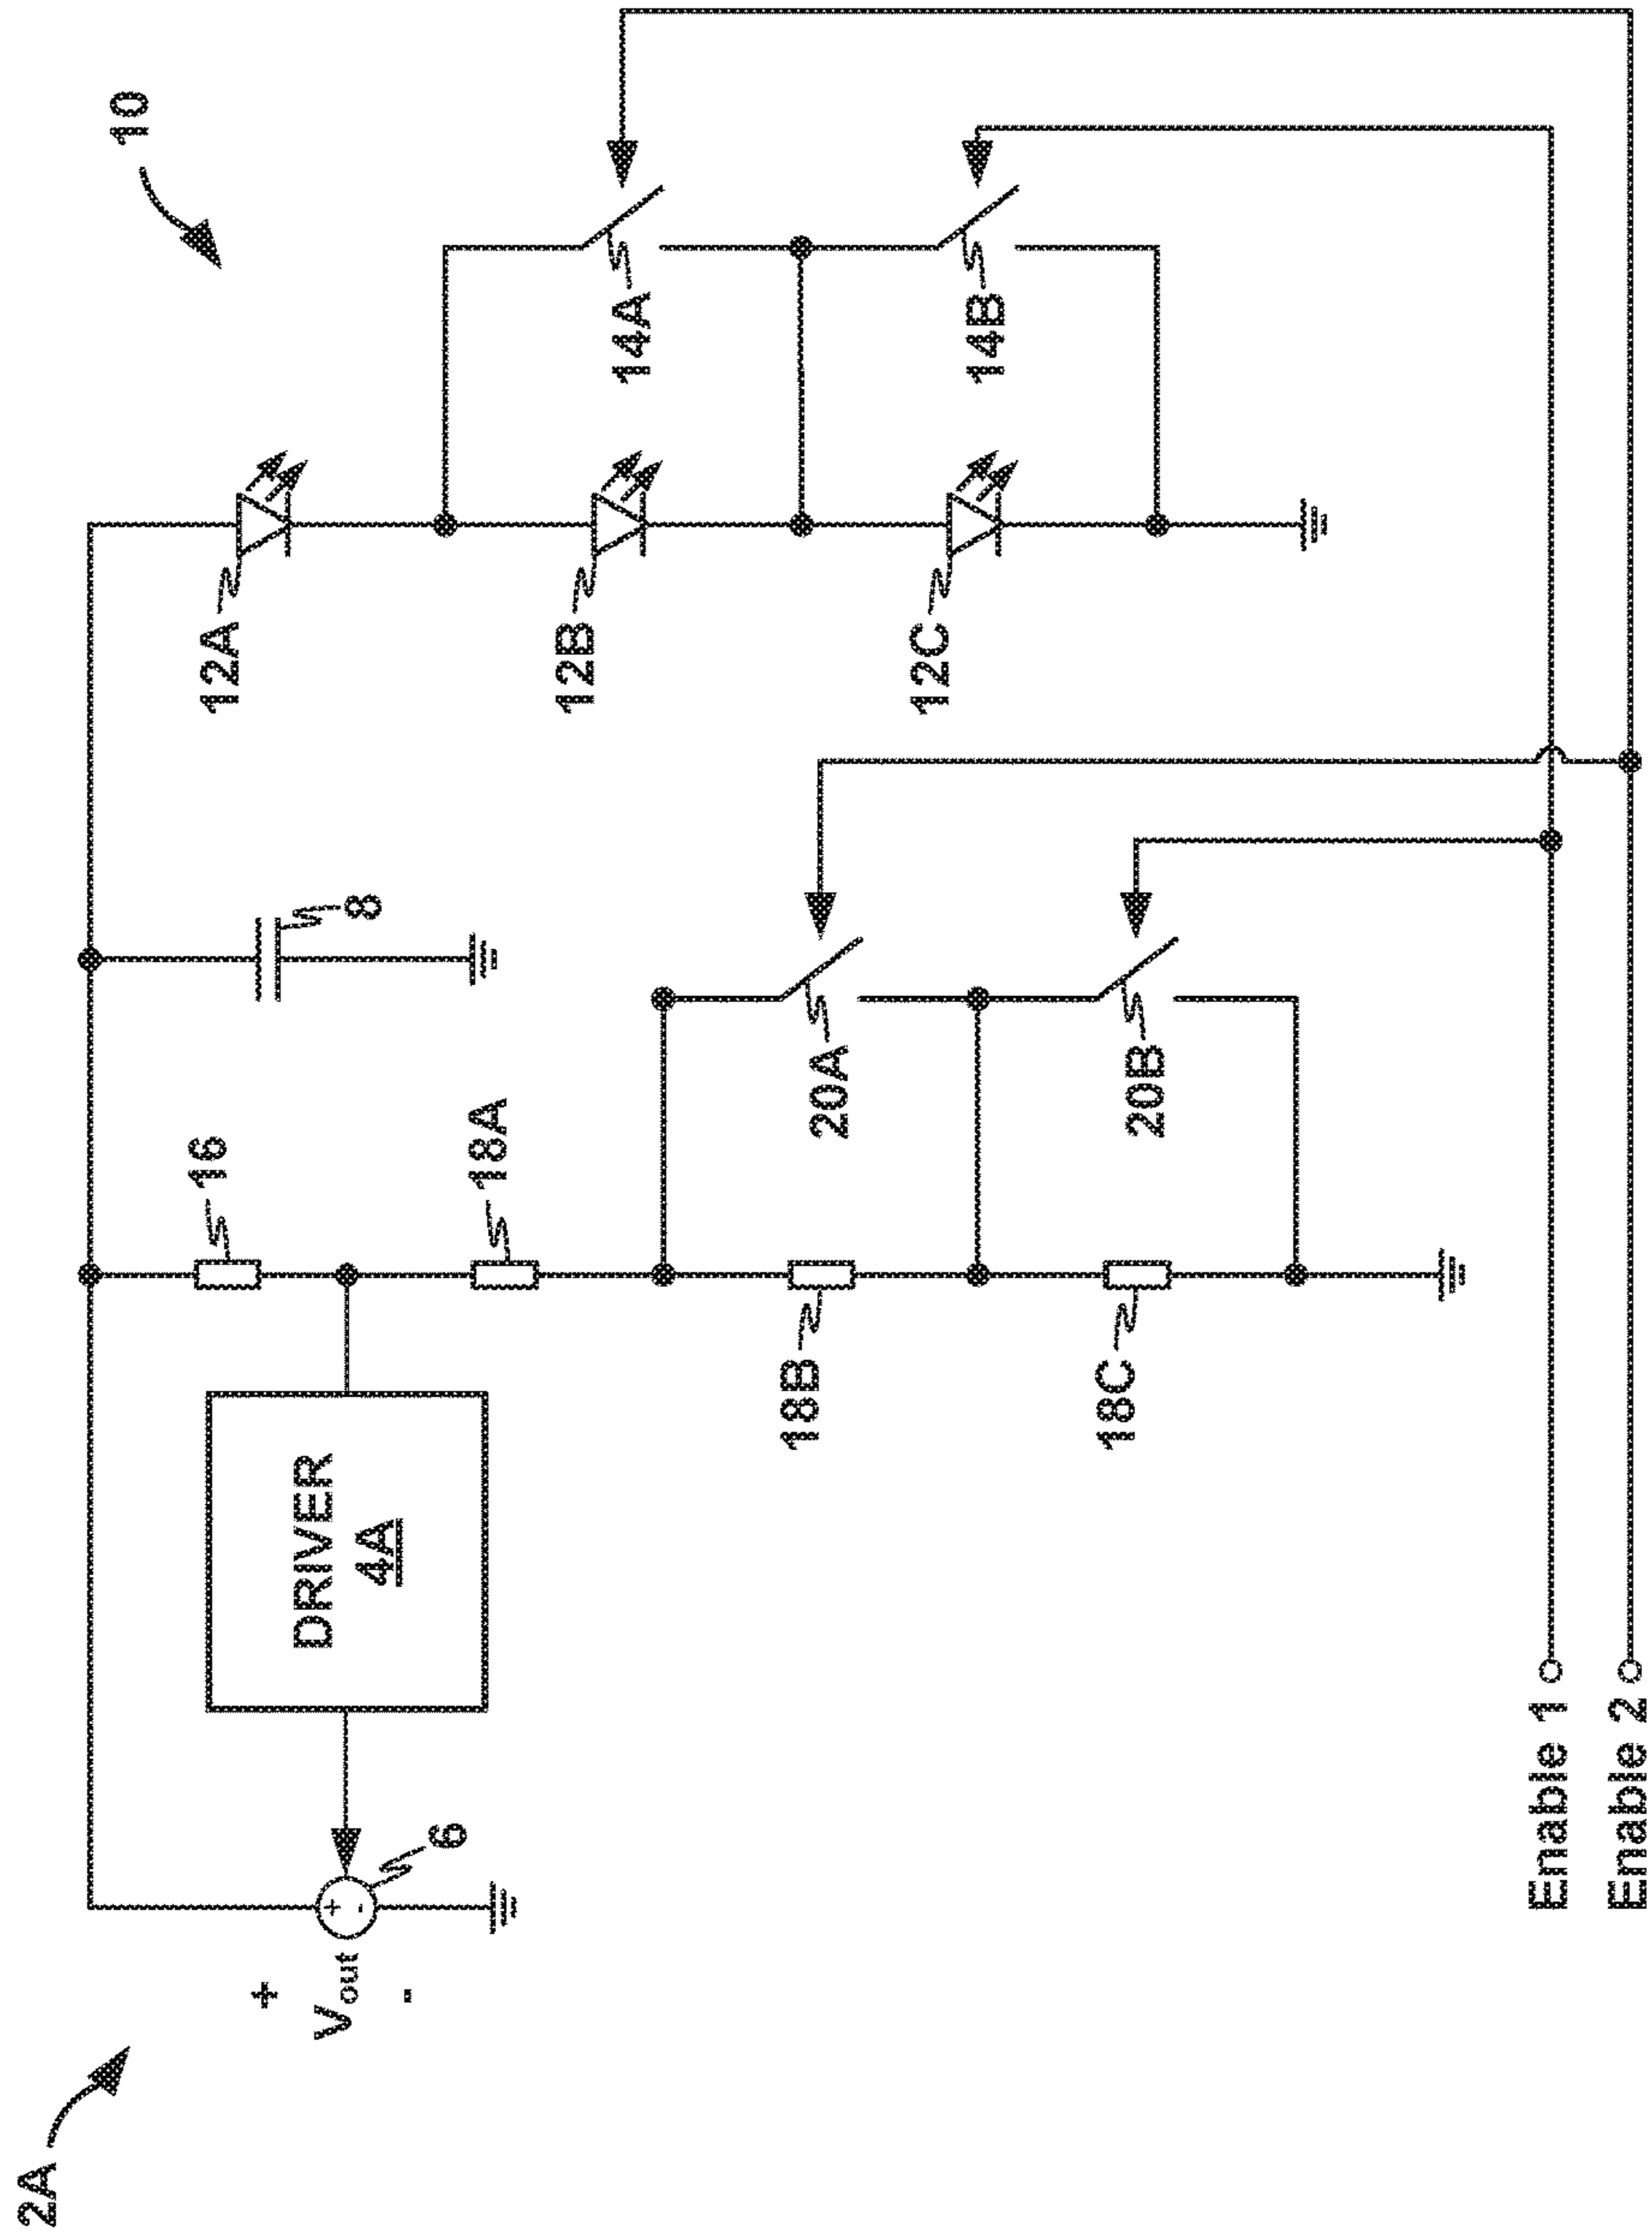 2A
+
Vout
-
+
-
6
DRIVER
4A
16
18A
18B
18C
20A
20B
8
12A
12B
12C
14A
14B
10
Enable 1
Enable 2